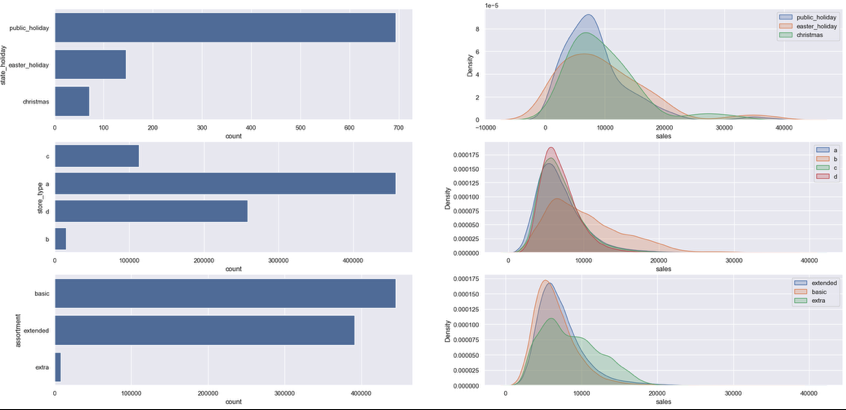 state_holiday
public_holiday
easter_holiday
christmas
0 100 200 300 400 500 600 700
count
1e-5
Density
8
6
4
2
0
−10000 0 10000 20000 30000 40000
sales
public_holiday
easter_holiday
christmas
store_type
c
a
d
b
0 100000 200000 300000 400000
count
Density
0.000175
0.000150
0.000125
0.000100
0.000075
0.000050
0.000025
0.000000
0 10000 20000 30000 40000
sales
a
b
c
d
assortment
basic
extended
extra
0 100000 200000 300000 400000
count
Density
0.000175
0.000150
0.000125
0.000100
0.000075
0.000050
0.000025
0.000000
0 10000 20000 30000 40000
sales
extended
basic
extra